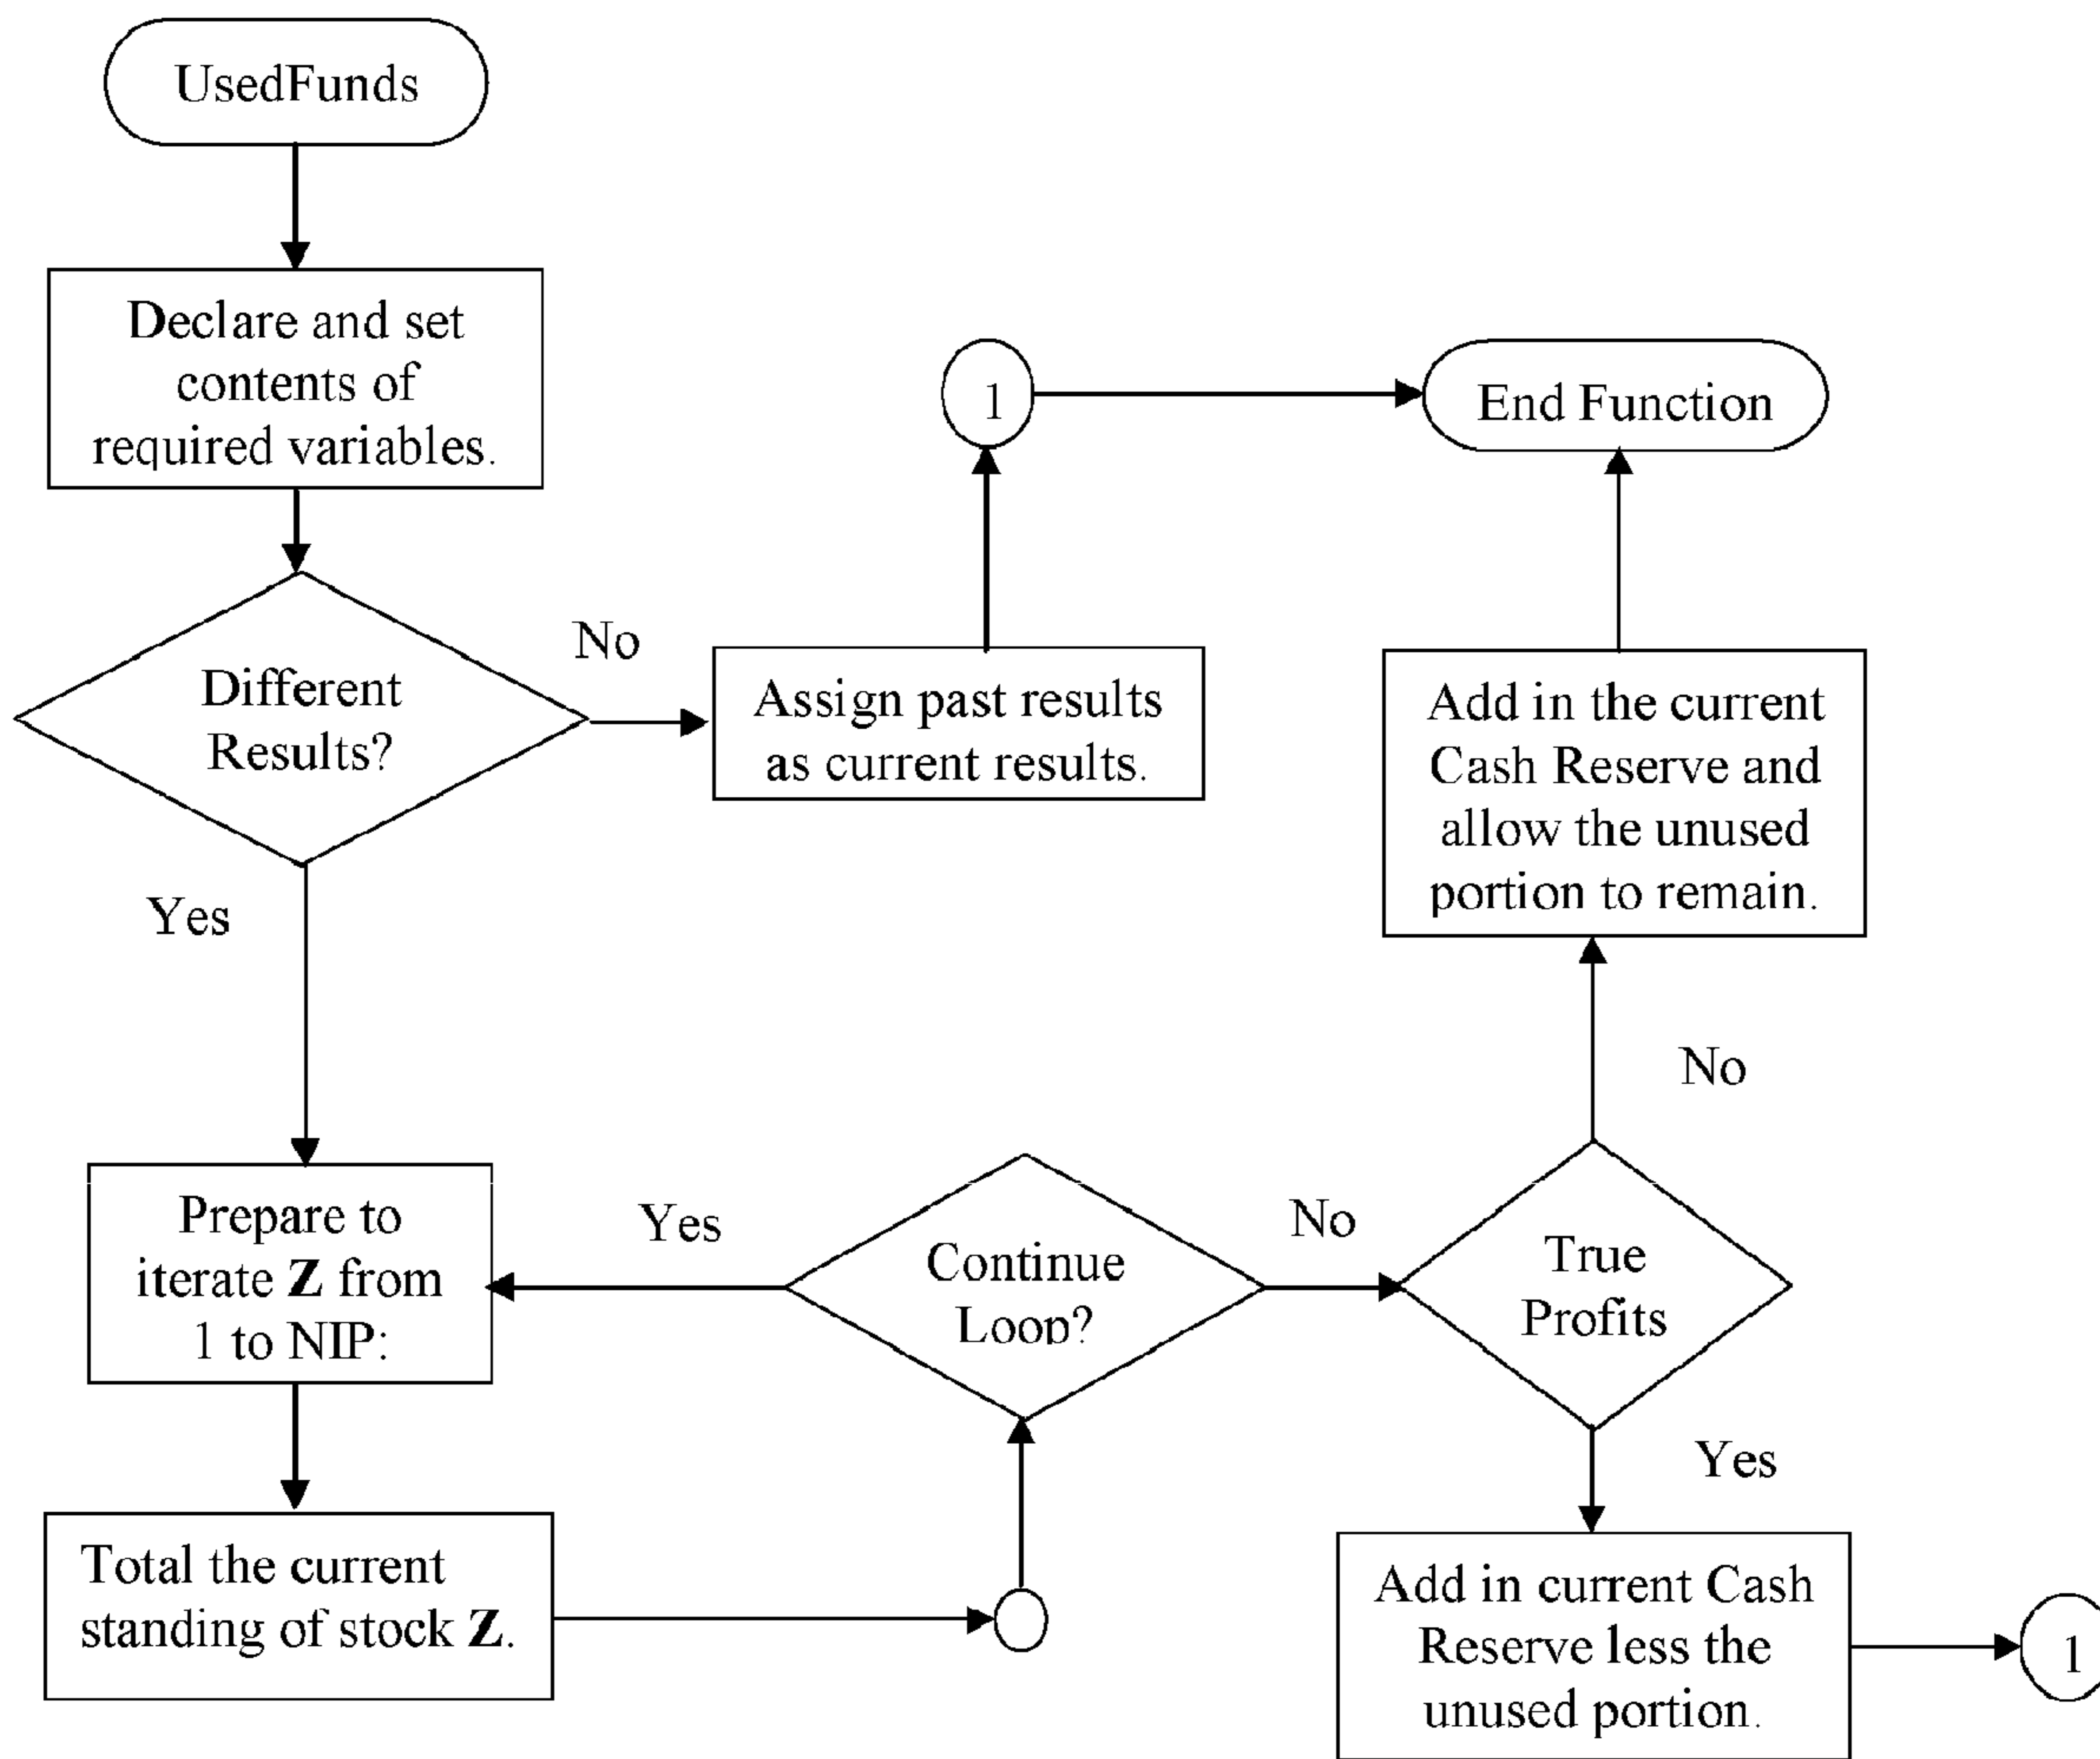 UsedFunds
Declare and set
contents of
required variables.
1
End Function
Different
Results?
No
Assign past results
as current results.
Add in the current
Cash Reserve and
allow the unused
portion to remain.
Yes
No
Prepare to
iterate Z from
1 to NIP:
Yes
Continue
Loop?
No
True
Profits
Yes
Total the current
standing of stock Z.
Add in current Cash
Reserve less the
unused portion.
1